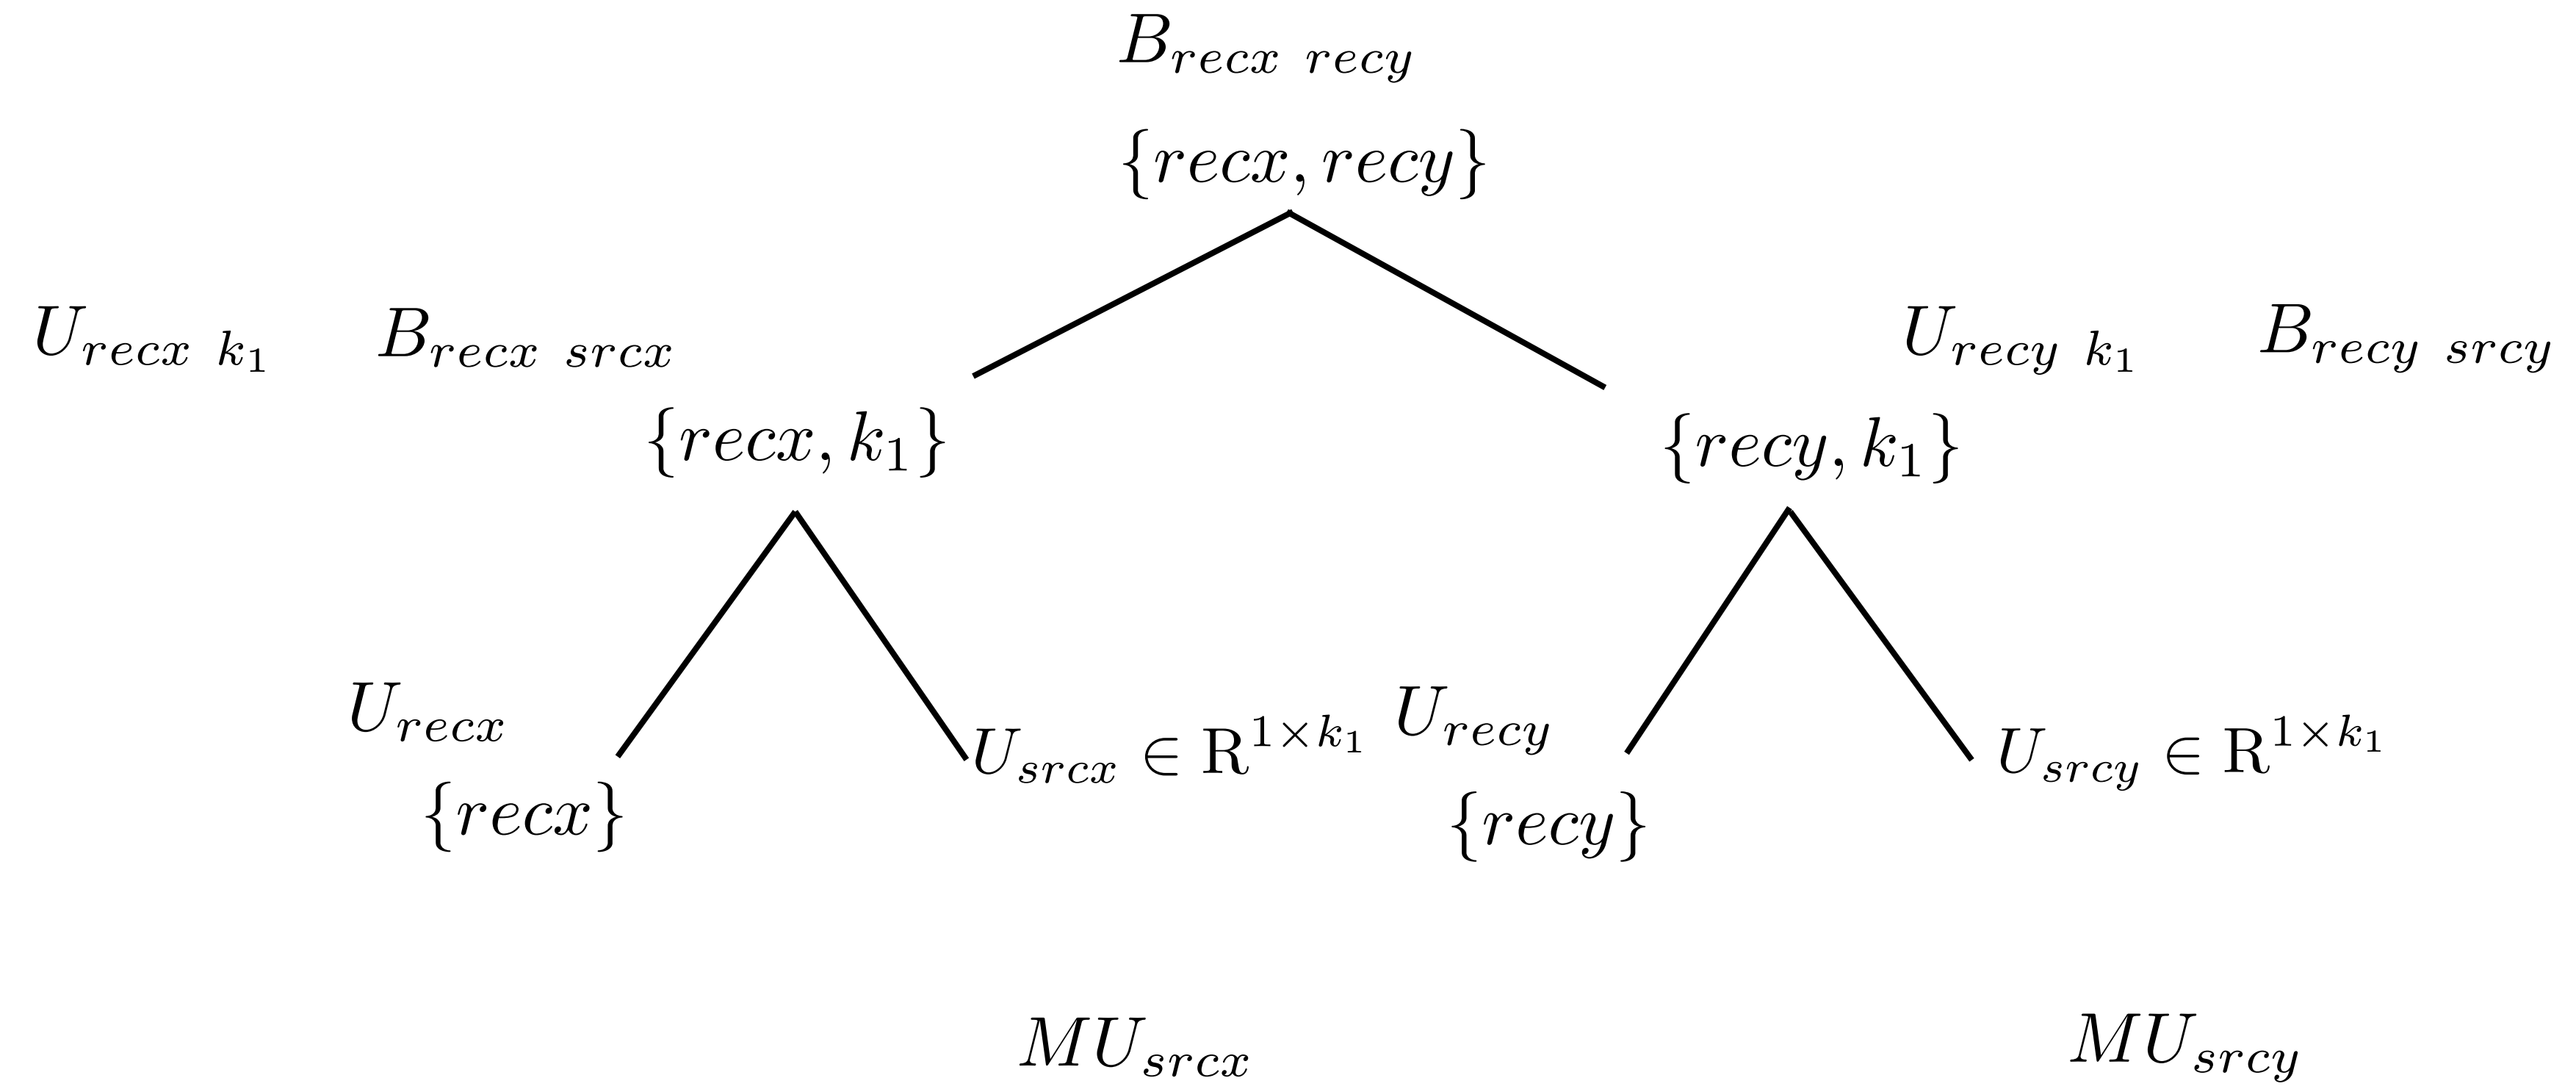 B_{recx recy}
{recx, recy}
U_{recx k_1} B_{recx srcx} U_{recy k_1} B_{recy srcy}
{recx, k_1} {recy, k_1}
U_{recx} U_{srcx} ∈ R^{1×k_1} U_{recy} U_{srcy} ∈ R^{1×k_1}
{recx} {recy}
MU_{srcx} MU_{srcy}